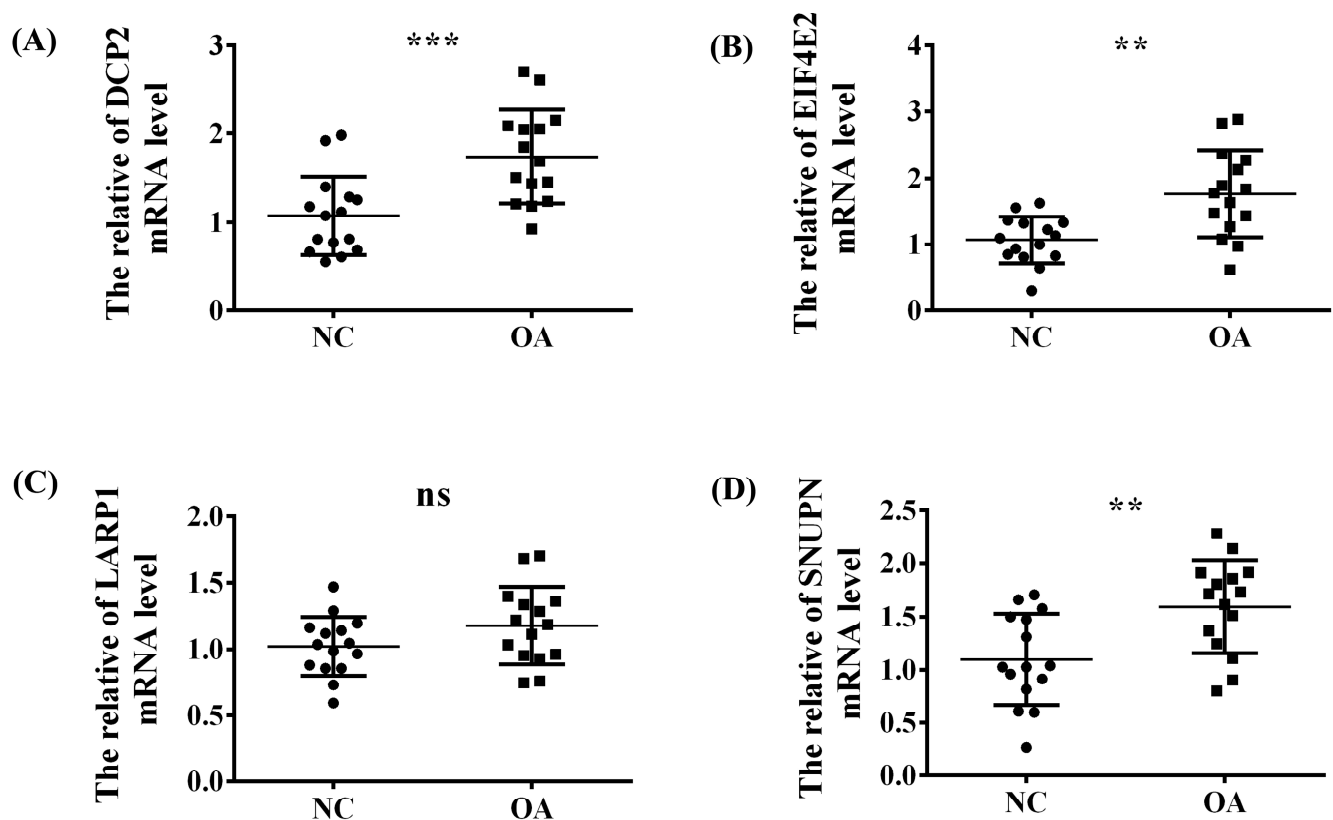 (A)
The relative of DCP2
mRNA level
***
3
2
1
0
NC
OA
(B)
The relative of EIF4E2
mRNA level
**
4
3
2
1
0
NC
OA
(C)
The relative of LARP1
mRNA level
ns
2.0
1.5
1.0
0.5
0.0
NC
OA
(D)
The relative of SNUPN
mRNA level
**
2.5
2.0
1.5
1.0
0.5
0.0
NC
OA